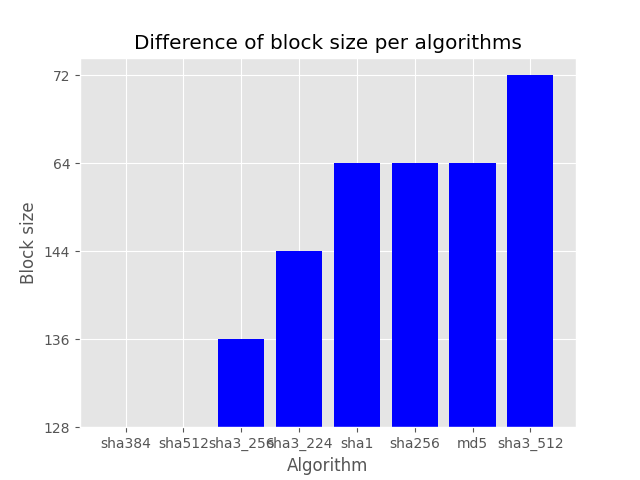 Difference of block size per algorithms
72
64
144
136
128
Block size
sha384 sha512 sha3_256 sha3_224 sha1 sha256 md5 sha3_512
Algorithm